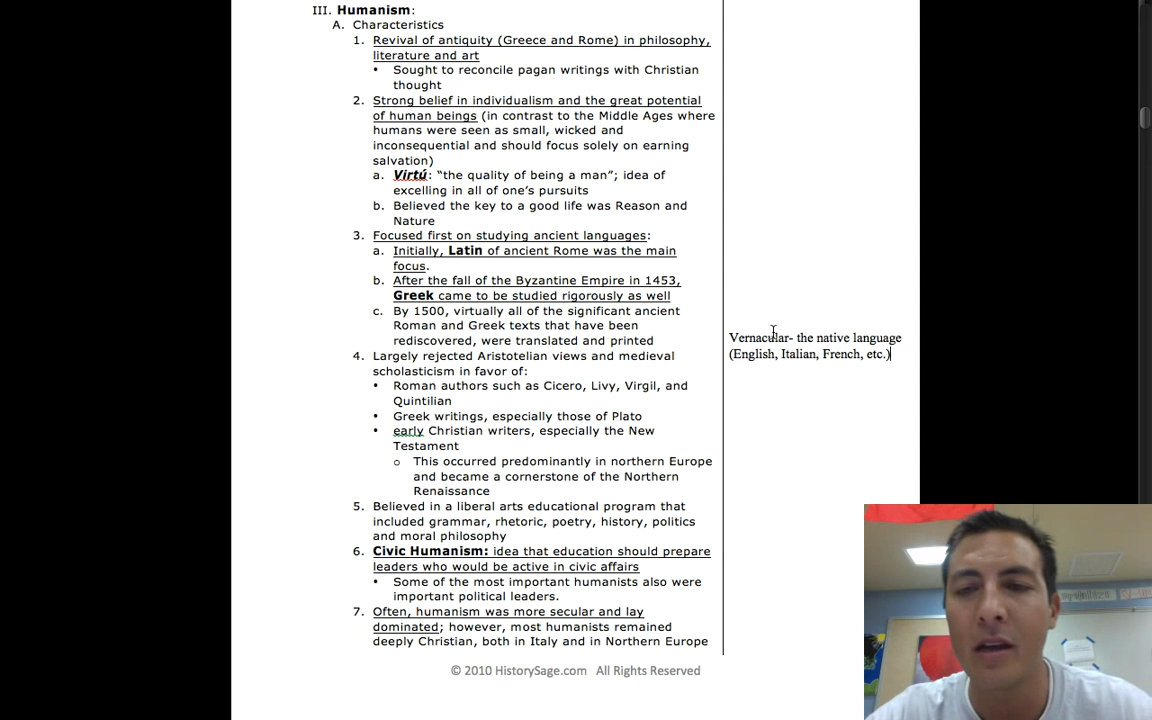 III. Humanism:
A. Characteristics
1. Revival of antiquity (Greece and Rome) in philosophy,
literature and art
• Sought to reconcile pagan writings with Christian
thought
2. Strong belief in individualism and the great potential
of human beings (in contrast to the Middle Ages where
humans were seen as small, wicked and
inconsequential and should focus solely on earning
salvation)
a. Virtú: “the quality of being a man”; idea of
excelling in all of one’s pursuits
b. Believed the key to a good life was Reason and
Nature
3. Focused first on studying ancient languages:
a. Initially, Latin of ancient Rome was the main
focus.
b. After the fall of the Byzantine Empire in 1453,
Greek came to be studied rigorously as well
c. By 1500, virtually all of the significant ancient
Roman and Greek texts that have been
rediscovered, were translated and printed
4. Largely rejected Aristotelian views and medieval
scholasticism in favor of:
• Roman authors such as Cicero, Livy, Virgil, and
Quintilian
• Greek writings, especially those of Plato
• early Christian writers, especially the New
Testament
o This occurred predominantly in northern Europe
and became a cornerstone of the Northern
Renaissance
5. Believed in a liberal arts educational program that
included grammar, rhetoric, poetry, history, politics
and moral philosophy
6. Civic Humanism: idea that education should prepare
leaders who would be active in civic affairs
• Some of the most important humanists also were
important political leaders.
7. Often, humanism was more secular and lay
dominated; however, most humanists remained
deeply Christian, both in Italy and in Northern Europe
© 2010 HistorySage.com All Rights Reserved
Vernacular- the native language
(English, Italian, French, etc.)